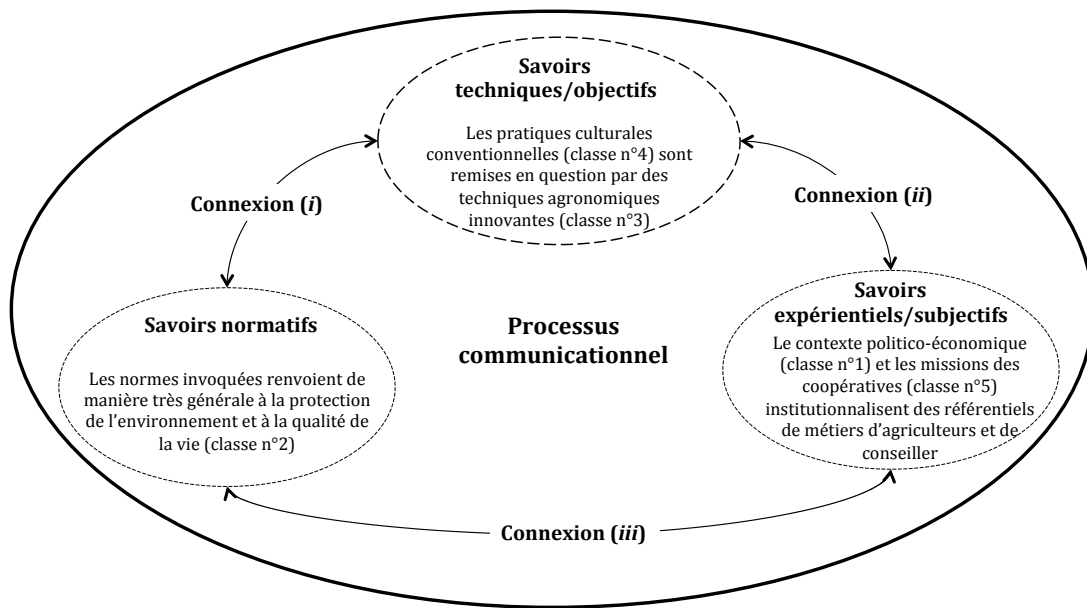 Savoirs
techniques/objectifs
Les pratiques culturales
conventionnelles (classe n°4) sont
remises en question par des
techniques agronomiques
innovantes (classe n°3)
Connexion (i)
Connexion (ii)
Savoirs normatifs
Les normes invoquées renvoient de
manière très générale à la protection
de l'environnement et à la qualité de
la vie (classe n°2)
Processus
communicationnel
Savoirs
expérientiels/subjectifs
Le contexte politico-économique
(classe n°1) et les missions des
coopératives (classe n°5)
institutionnalisent des référentiels
de métiers d'agriculteurs et de
conseiller
Connexion (iii)